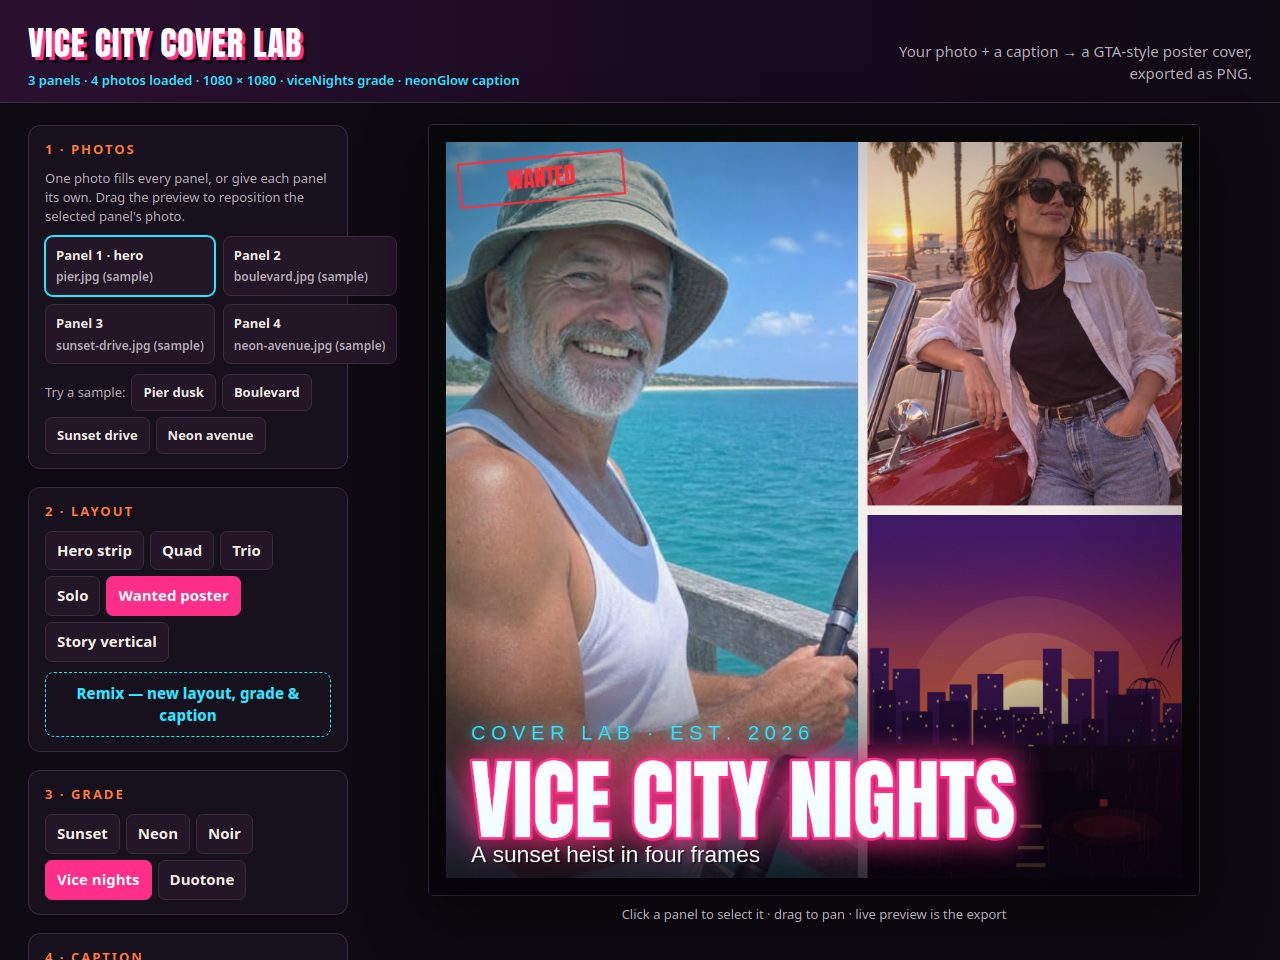 VICE CITY COVER LAB
3 panels · 4 photos loaded · 1080 × 1080 · viceNights grade · neonGlow caption
Your photo + a caption → a GTA-style poster cover,
exported as PNG.
1 · PHOTOS
One photo fills every panel, or give each panel
its own. Drag the preview to reposition the
selected panel's photo.
Panel 1 · hero
pier.jpg (sample)
Panel 2
boulevard.jpg (sample)
Panel 3
sunset-drive.jpg (sample)
Panel 4
neon-avenue.jpg (sample)
Try a sample: Pier dusk Boulevard
Sunset drive Neon avenue
2 · LAYOUT
Hero strip Quad Trio
Solo Wanted poster
Story vertical
Remix — new layout, grade &
caption
3 · GRADE
Sunset Neon Noir
Vice nights Duotone
4 · CAPTION
WANTED
COVER LAB · EST. 2026
VICE CITY NIGHTS
A sunset heist in four frames
Click a panel to select it · drag to pan · live preview is the export